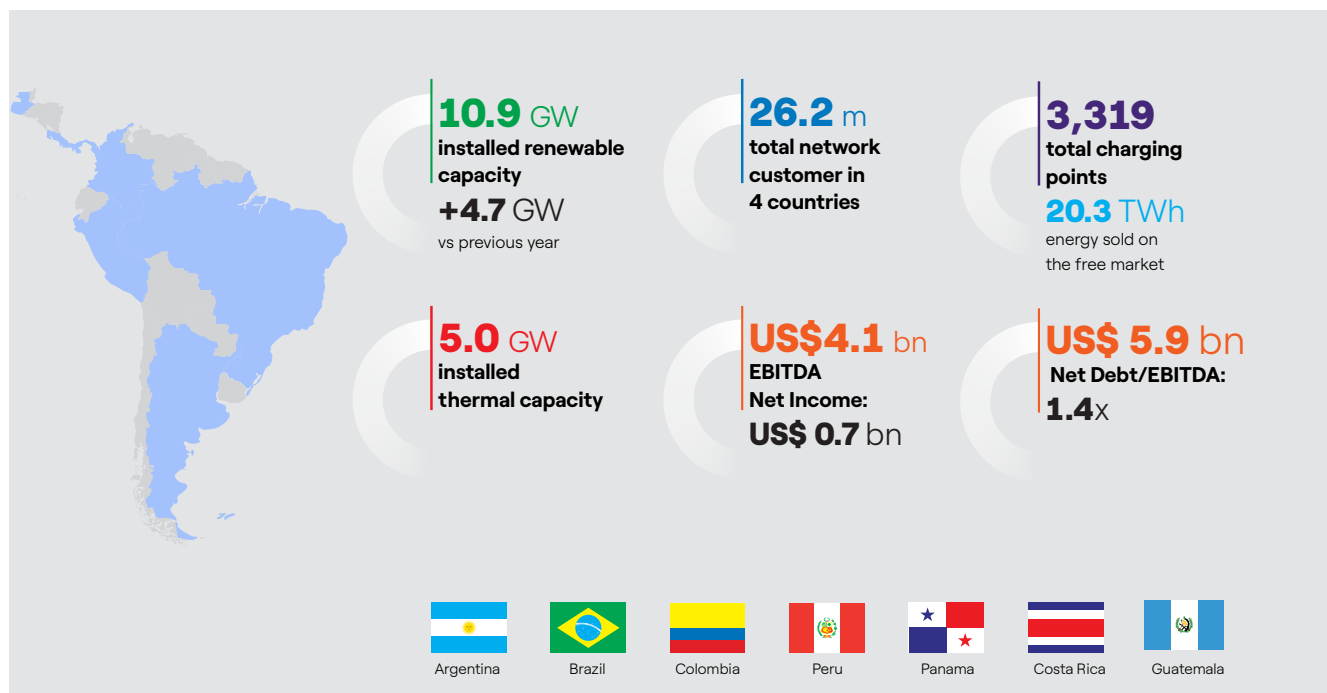 10.9 GW
installed renewable
capacity
+4.7 GW
vs previous year
26.2 m
total network
customer in
4 countries
3,319
total charging
points
20.3 TWh
energy sold on
the free market
5.0 GW
installed
thermal capacity
US$4.1 bn
EBITDA
Net Income:
US$ 0.7 bn
US$ 5.9 bn
Net Debt/EBITDA:
1.4x
Argentina
Brazil
Colombia
Peru
Panama
Costa Rica
Guatemala